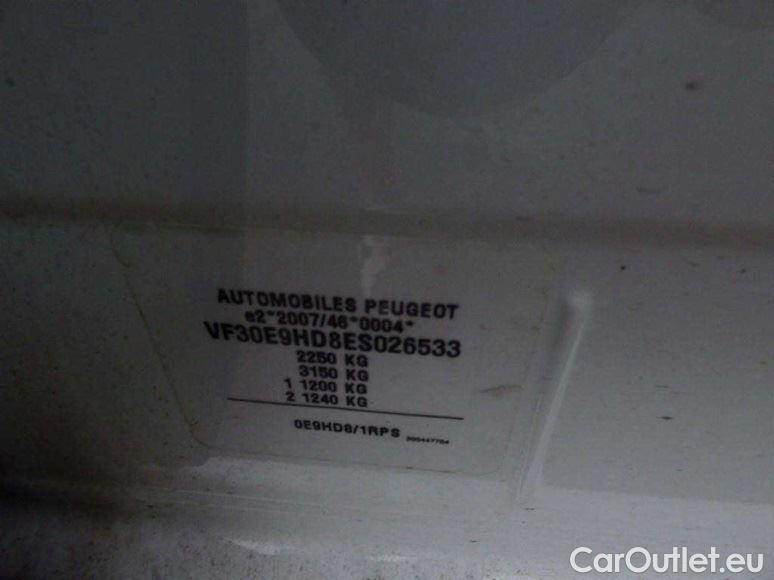 AUTOMOBILES PEUGEOT
e2*2007/46*0004*
VF30E9HD8ES026533
2250 KG
3150 KG
1 1200 KG
2 1240 KG
0E9HD8/1RPS
CarOutlet.eu